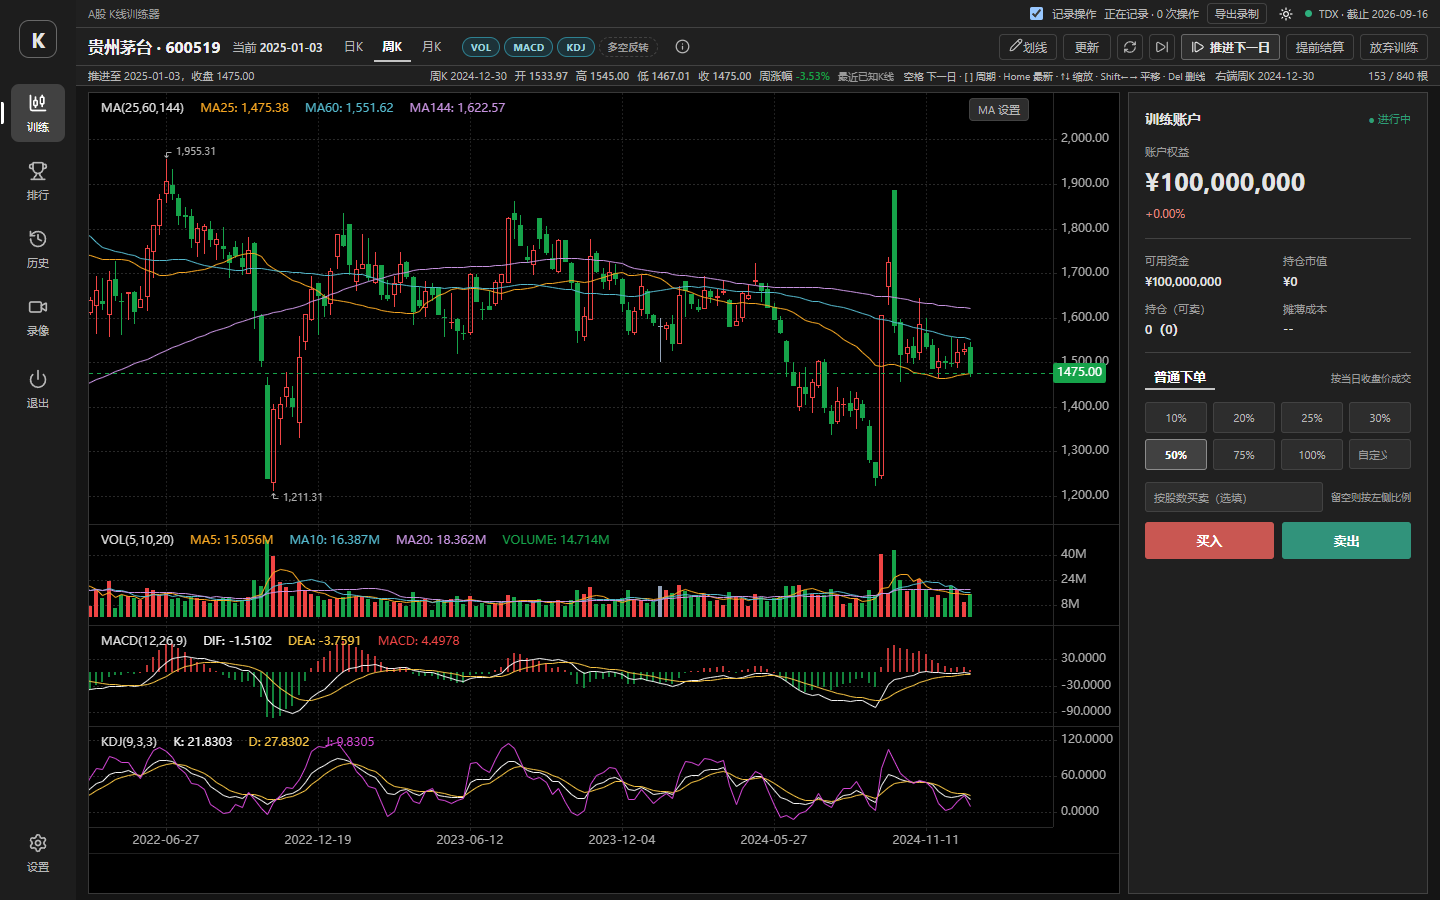 A股 K线训练器
记录操作 正在记录 · 0 次操作 导出录制 TDX · 截止 2026-09-16
K
贵州茅台 · 600519 当前 2025-01-03 日K 周K 月K VOL MACD KDJ 多空反转 划线 更新 推进下一日 提前结算 放弃训练
推进至 2025-01-03，收盘 1475.00 周K 2024-12-30 开 1533.97 高 1545.00 低 1467.01 收 1475.00 周涨幅 -3.53% 最近已知K线 空格 下一日 · [ ] 周期 · Home 最新 · ↑↓ 缩放 · Shift←→ 平移 · Del 删线 右端周K 2024-12-30 153 / 840 根
训练
排行
历史
录像
退出
设置
MA(25,60,144) MA25: 1,475.38 MA60: 1,551.62 MA144: 1,622.57 MA 设置
1,955.31
1,211.31
2,000.00
1,900.00
1,800.00
1,700.00
1,600.00
1,500.00
1475.00
1,400.00
1,300.00
1,200.00
VOL(5,10,20) MA5: 15.056M MA10: 16.387M MA20: 18.362M VOLUME: 14.714M
40M
24M
8M
MACD(12,26,9) DIF: -1.5102 DEA: -3.7591 MACD: 4.4978
30.0000
-30.0000
-90.0000
KDJ(9,3,3) K: 21.8303 D: 27.8302 J: 9.8305
120.0000
60.0000
0.0000
2022-06-27 2022-12-19 2023-06-12 2023-12-04 2024-05-27 2024-11-11
训练账户 进行中
账户权益
¥100,000,000
+0.00%
可用资金 持仓市值
¥100,000,000 ¥0
持仓（可卖） 摊薄成本
0（0） --
普通下单 按当日收盘价成交
10% 20% 25% 30%
50% 75% 100% 自定义
按股数买卖（选填） 留空则按左侧比例
买入 卖出